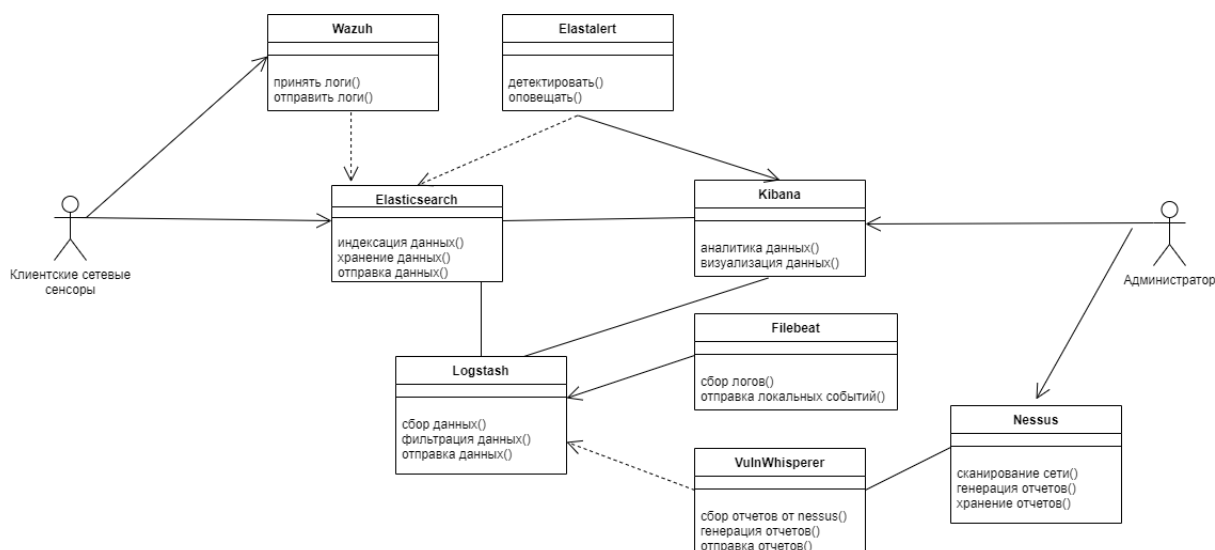 Wazuh
принять логи()
отправить логи()
Elastalert
детектировать()
оповещать()
Elasticsearch
индексация данных()
хранение данных()
отправка данных()
Kibana
аналитика данных()
визуализация данных()
Клиентские сетевые
сенсоры
Администратор
Filebeat
сбор логов()
отправка локальных событий()
Logstash
сбор данных()
фильтрация данных()
отправка данных()
Nessus
сканирование сети()
генерация отчетов()
хранение отчетов()
VulnWhisperer
сбор отчетов от nessus()
генерация отчетов()
отправка отчетов()